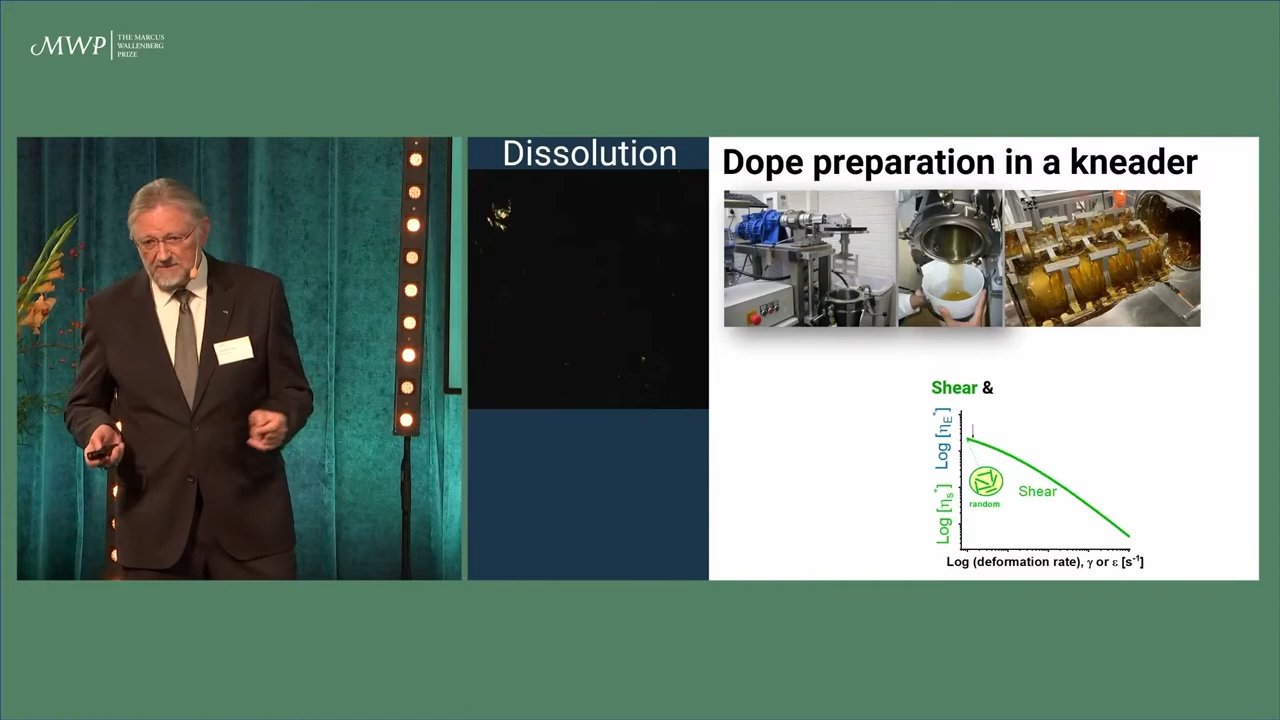 MWP
THE MARCUS
WALLENBERG
PRIZE
Dissolution
Dope preparation in a kneader
Shear &
Log [ηs*] Log [ηE*]
random
Shear
Log (deformation rate), γ or ε [s-1]